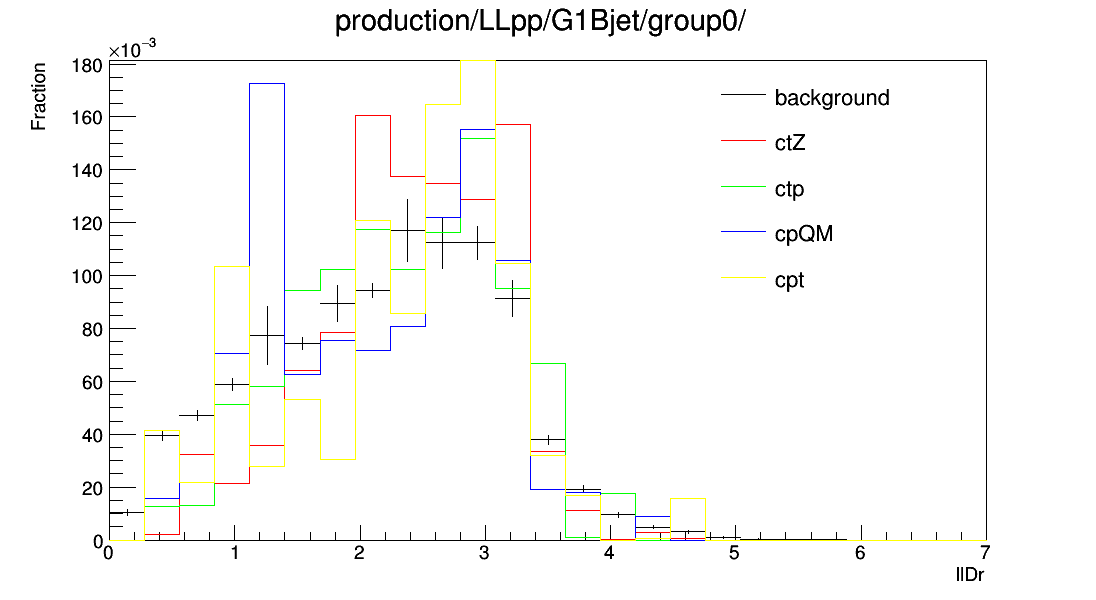 production/LLpp/G1Bjet/group0/
×10−3
Fraction
180
160
140
120
100
80
60
40
20
0
background
ctZ
ctp
cpQM
cpt
0 1 2 3 4 5 6 7
llDr